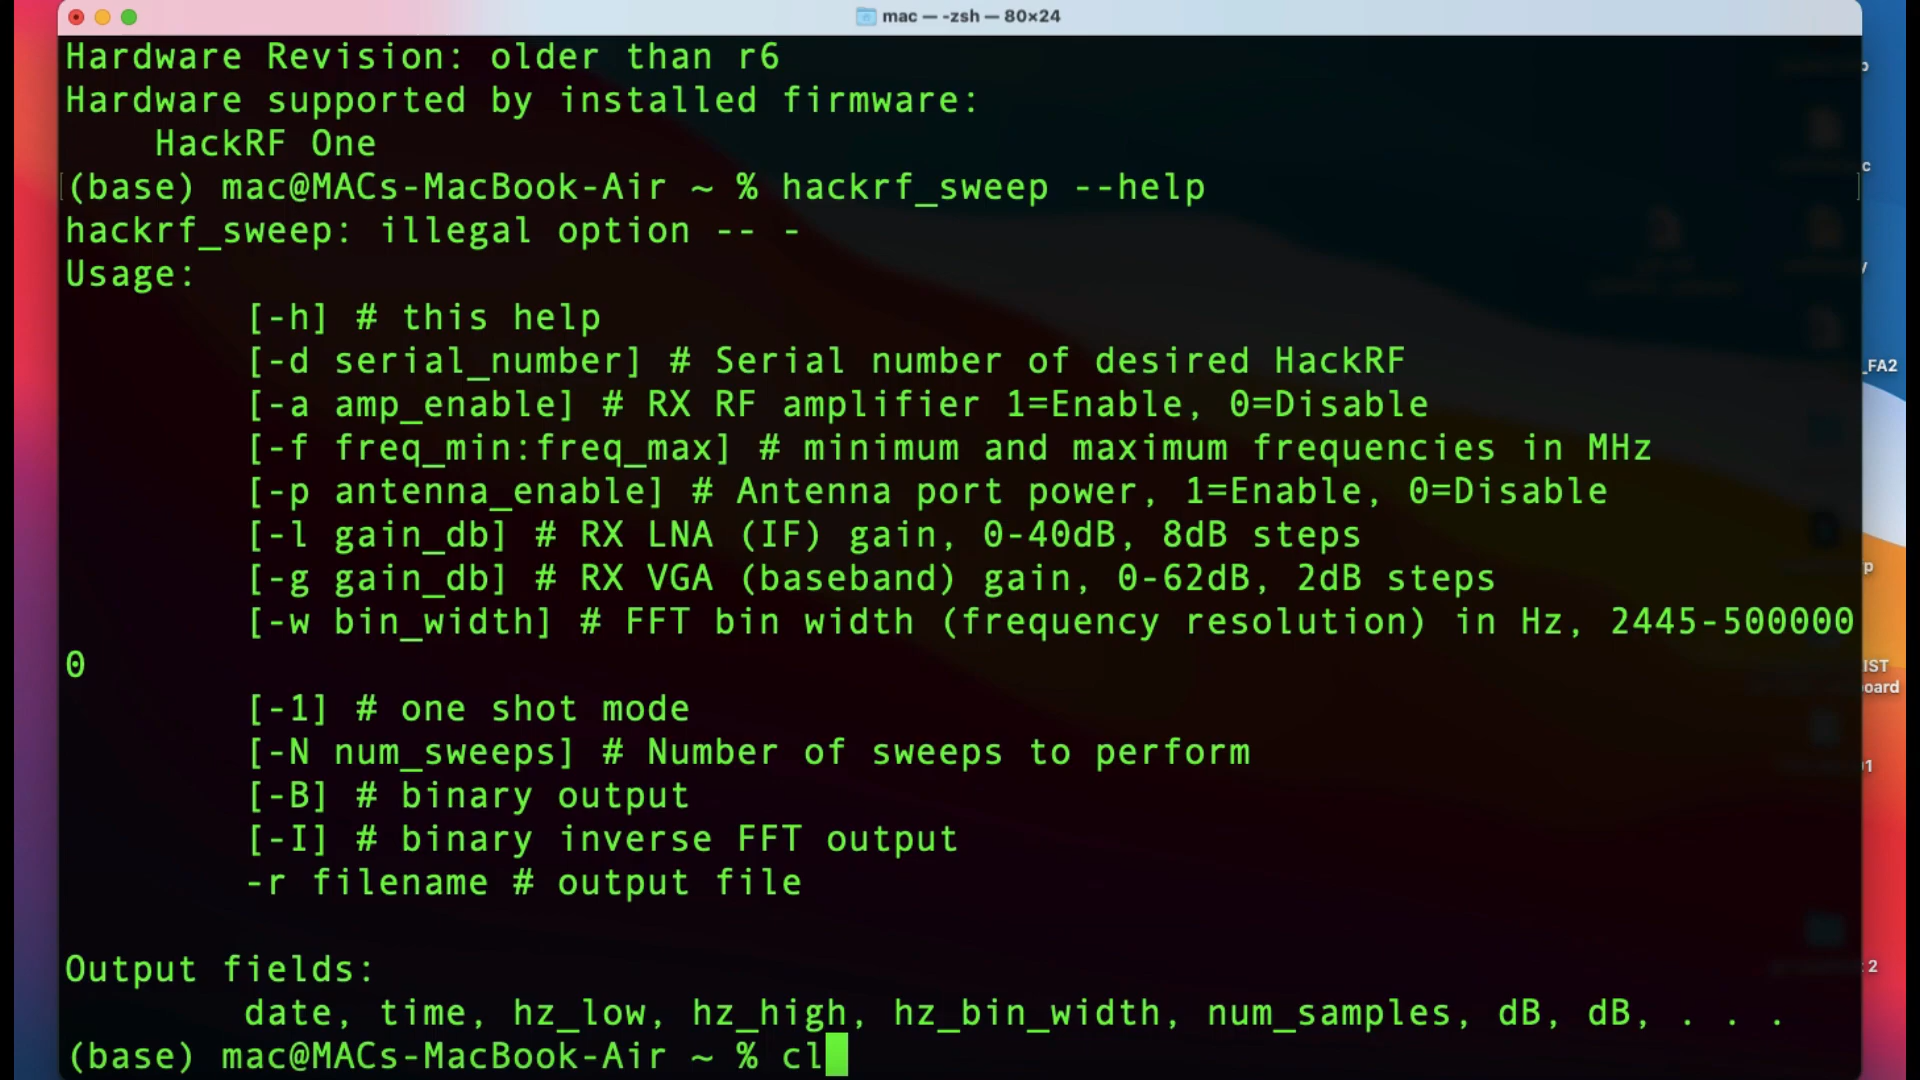 mac — -zsh — 80×24
Hardware Revision: older than r6
Hardware supported by installed firmware:
    HackRF One
(base) mac@MACs-MacBook-Air ~ % hackrf_sweep --help
hackrf_sweep: illegal option -- -
Usage:
        [-h] # this help
        [-d serial_number] # Serial number of desired HackRF
        [-a amp_enable] # RX RF amplifier 1=Enable, 0=Disable
        [-f freq_min:freq_max] # minimum and maximum frequencies in MHz
        [-p antenna_enable] # Antenna port power, 1=Enable, 0=Disable
        [-l gain_db] # RX LNA (IF) gain, 0-40dB, 8dB steps
        [-g gain_db] # RX VGA (baseband) gain, 0-62dB, 2dB steps
        [-w bin_width] # FFT bin width (frequency resolution) in Hz, 2445-500000
0
        [-1] # one shot mode
        [-N num_sweeps] # Number of sweeps to perform
        [-B] # binary output
        [-I] # binary inverse FFT output
        -r filename # output file

Output fields:
        date, time, hz_low, hz_high, hz_bin_width, num_samples, dB, dB, . . .
(base) mac@MACs-MacBook-Air ~ % cl
_FA2
IST
oard
2